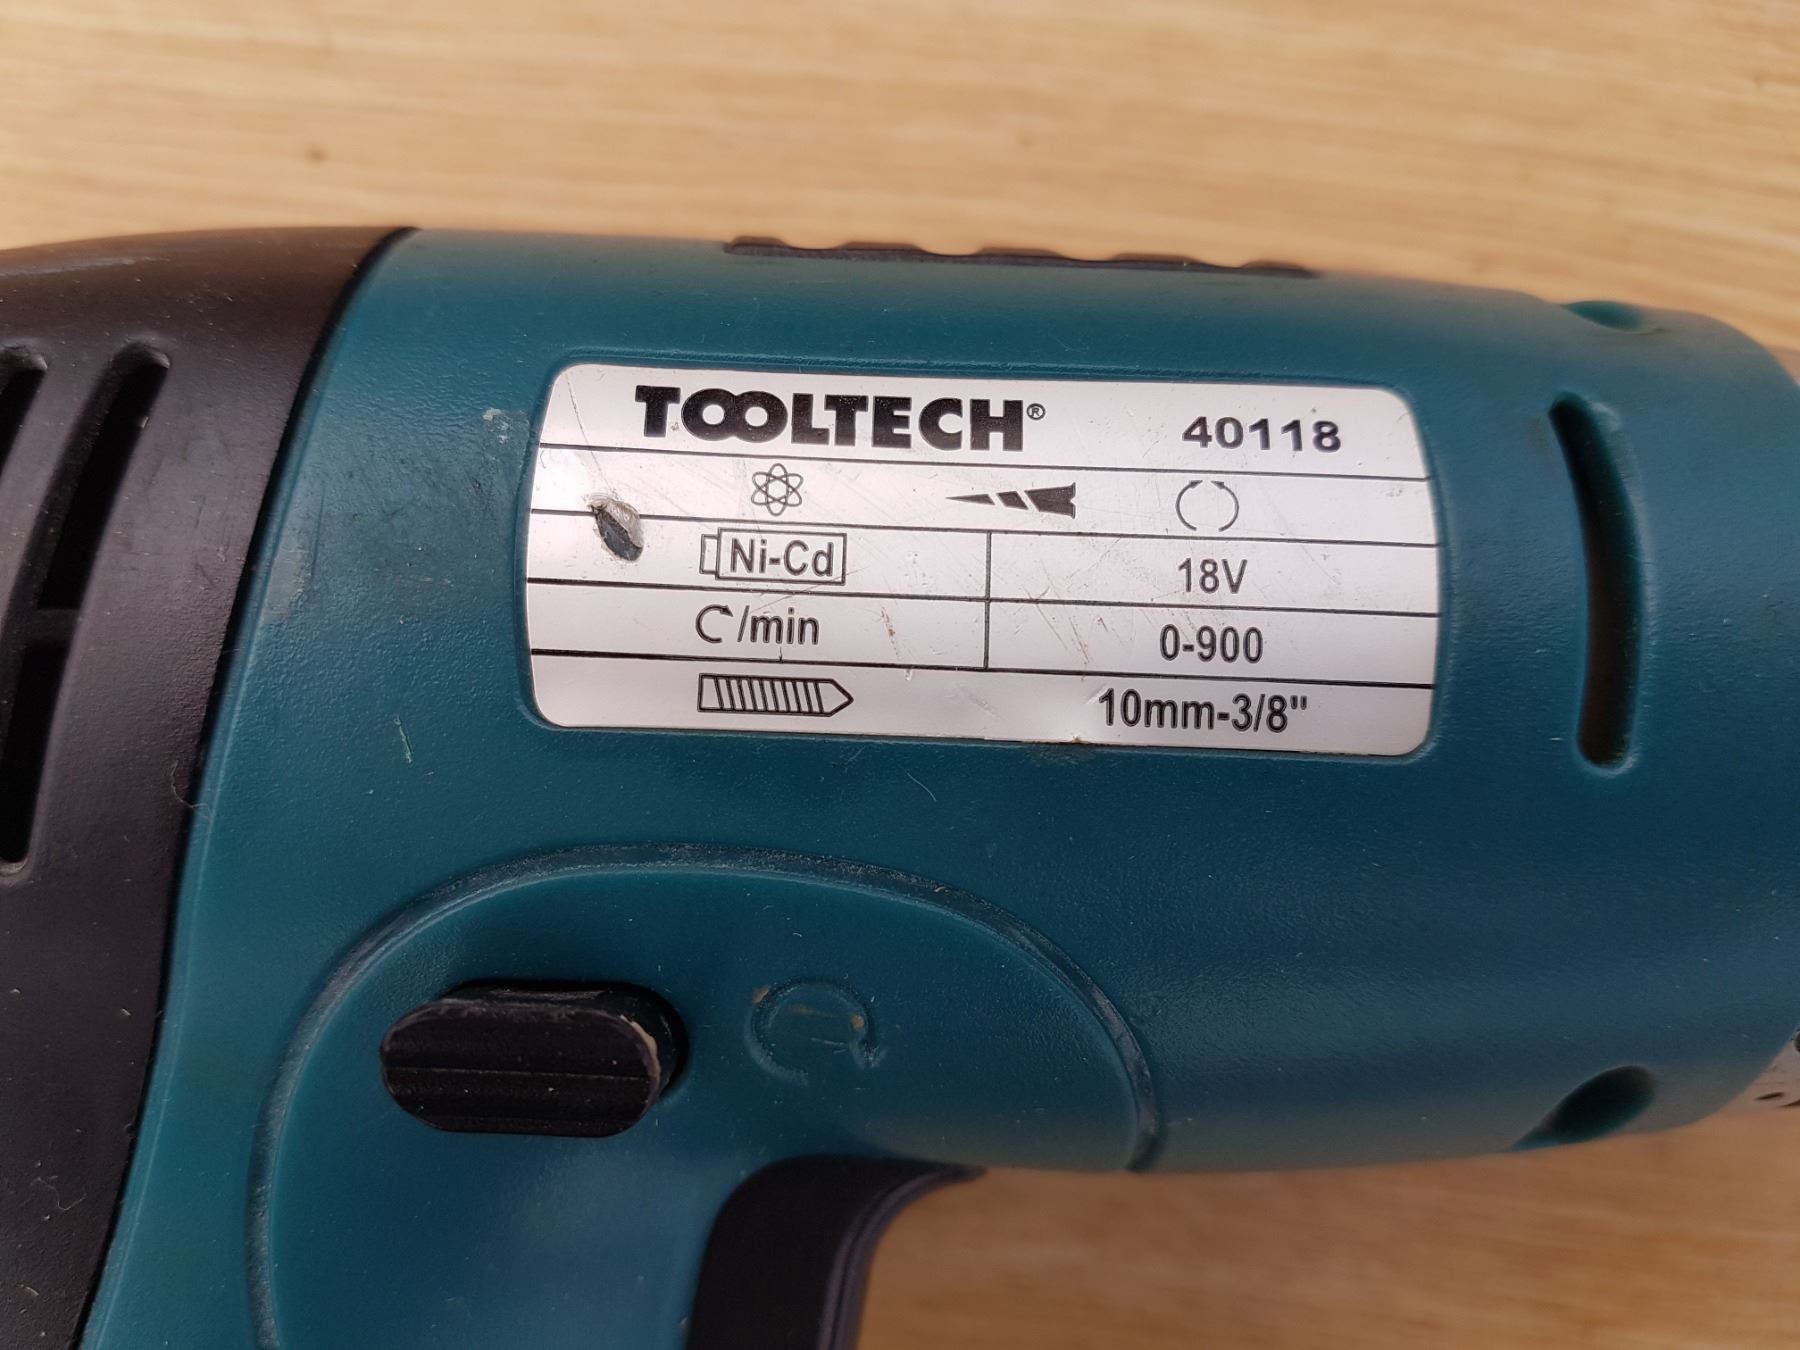 TOOLTECH® 40118
Ni-Cd 18V
/min 0-900
10mm-3/8"